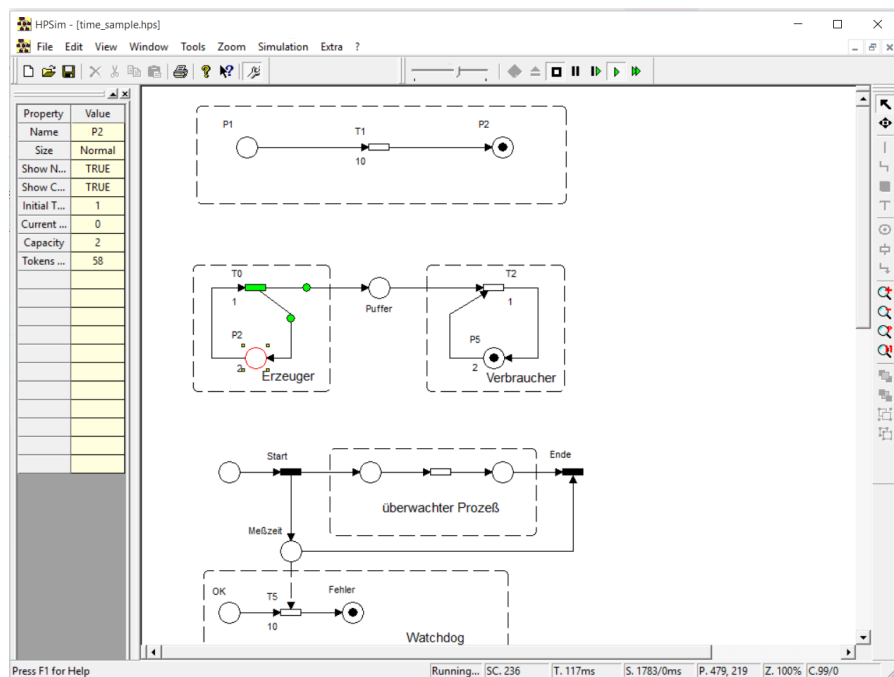 HPSim - [time_sample.hps]
File Edit View Window Tools Zoom Simulation Extra ?
Property Value
Name P2
Size Normal
Show N... TRUE
Show C... TRUE
Initial T... 1
Current ... 0
Capacity 2
Tokens ... 58
P1
T1
P2
10
T0
1
P2
2
Erzeuger
Puffer
T2
1
P5
2
Verbraucher
Start
Ende
überwachter Prozeß
Meßzeit
OK
T5
Fehler
10
Watchdog
Press F1 for Help
Running... SC. 236 T. 117ms S. 1783/0ms P. 479, 219 Z. 100% C.99/0